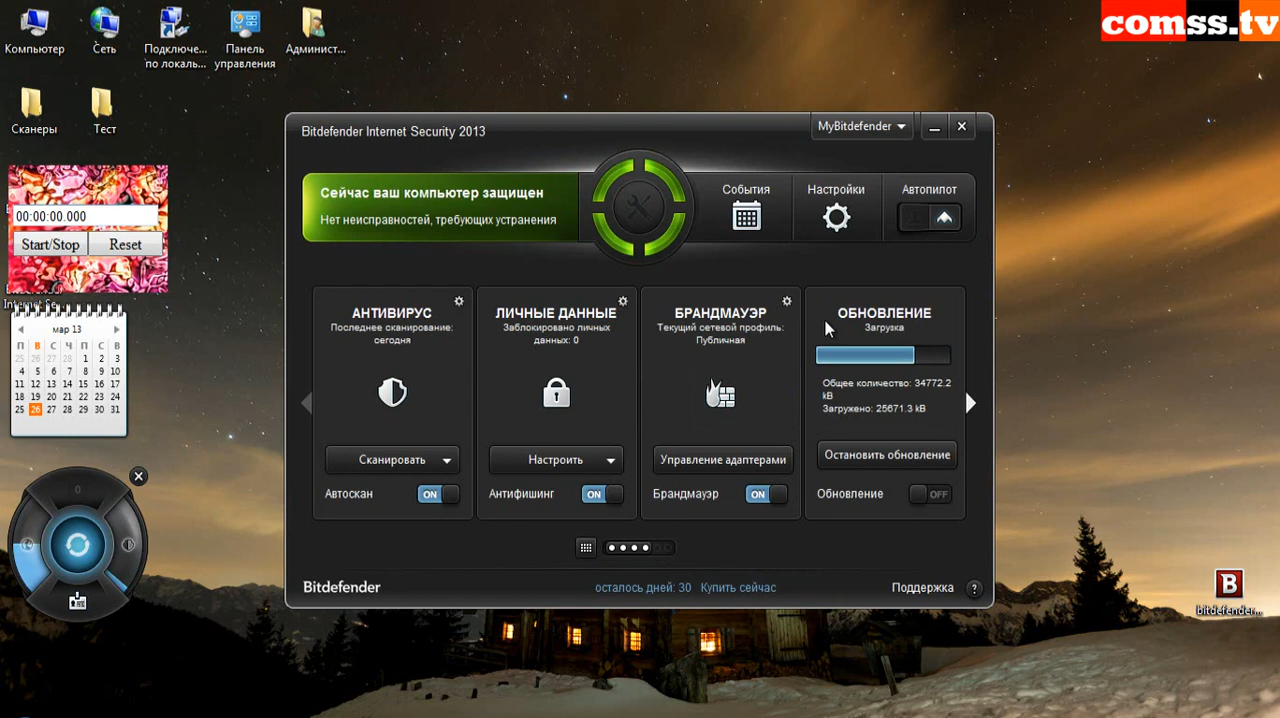 comss.tv
Компьютер
Сеть
Подключе...
по локаль...
Панель
управления
Админист...
Сканеры
Тест
00:00:00.000
Start/Stop
Reset
Internet Se...
мар 13
П В С Ч П С В
25 26 27 28 1 2 3
4 5 6 7 8 9 10
11 12 13 14 15 16 17
18 19 20 21 22 23 24
25 26 27 28 29 30 31
0
Bitdefender Internet Security 2013
MyBitdefender
Сейчас ваш компьютер защищен
Нет неисправностей, требующих устранения
События
Настройки
Автопилот
АНТИВИРУС
Последнее сканирование:
сегодня
Сканировать
Автоскан
ON
ЛИЧНЫЕ ДАННЫЕ
Заблокировано личных
данных: 0
Настроить
Антифишинг
ON
БРАНДМАУЭР
Текущий сетевой профиль:
Публичная
Управление адаптерами
Брандмауэр
ON
ОБНОВЛЕНИЕ
Загрузка
Общее количество: 34772.2
kB
Загружено: 25671.3 kB
Остановить обновление
Обновление
OFF
Bitdefender
осталось дней: 30 Купить сейчас
Поддержка
?
B
bitdefender...